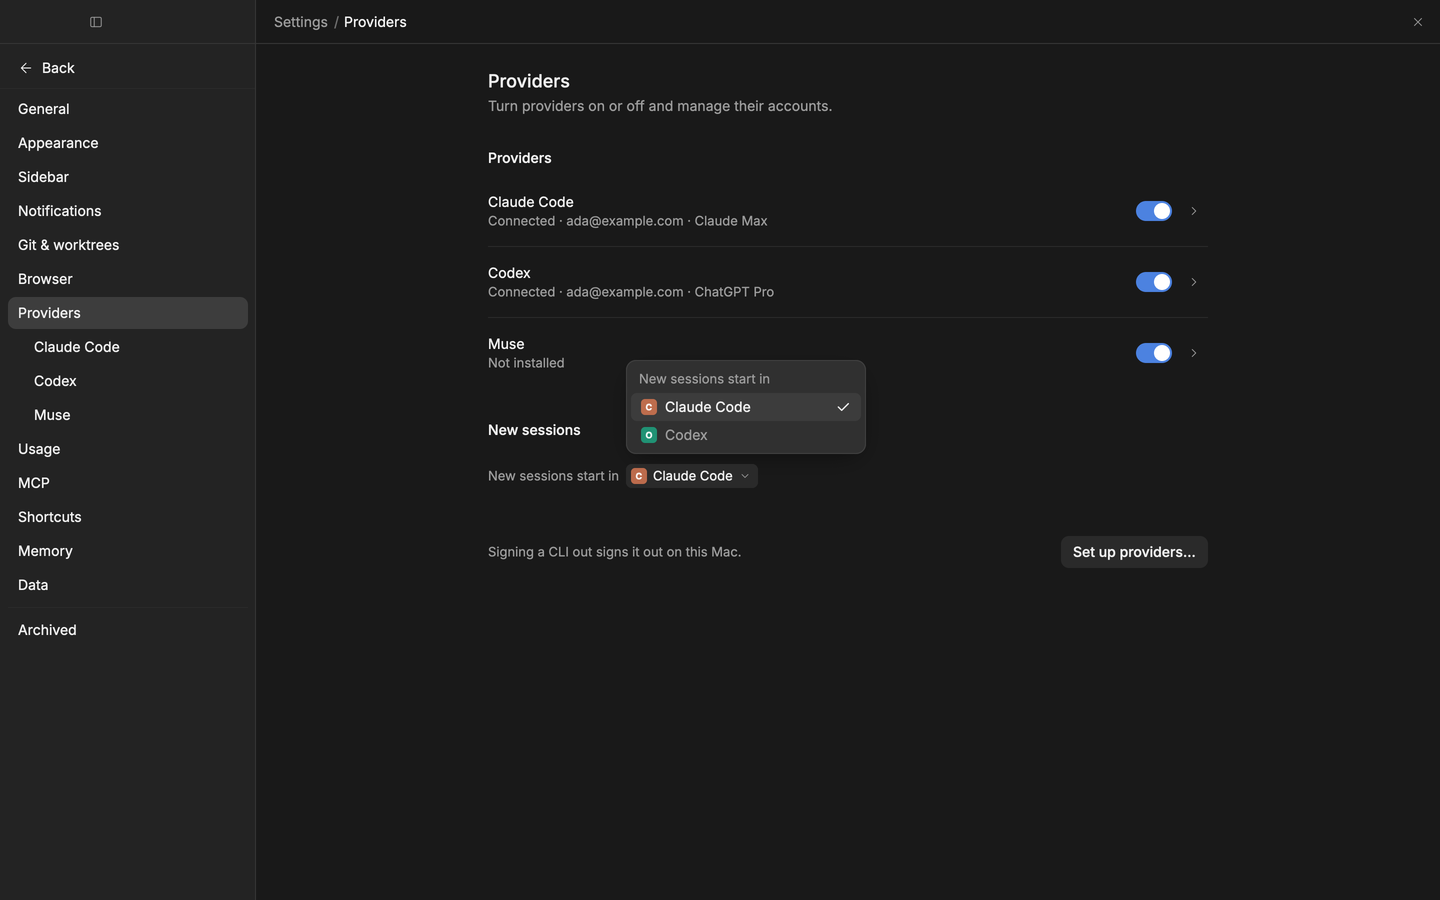 Settings / Providers
Back
General
Appearance
Sidebar
Notifications
Git & worktrees
Browser
Providers
Claude Code
Codex
Muse
Usage
MCP
Shortcuts
Memory
Data
Archived
Providers
Turn providers on or off and manage their accounts.
Providers
Claude Code
Connected · ada@example.com · Claude Max
Codex
Connected · ada@example.com · ChatGPT Pro
Muse
Not installed
New sessions start in
C Claude Code
O Codex
New sessions
New sessions start in C Claude Code
Signing a CLI out signs it out on this Mac.
Set up providers...